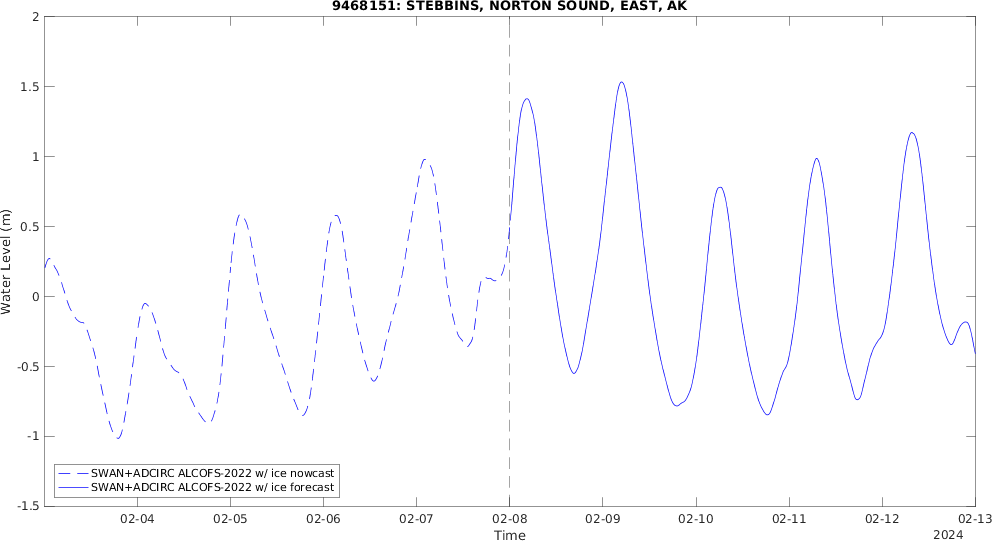 9468151: STEBBINS, NORTON SOUND, EAST, AK
Water Level (m)
2
1.5
1
0.5
0
-0.5
-1
-1.5
SWAN+ADCIRC ALCOFS-2022 w/ ice nowcast
SWAN+ADCIRC ALCOFS-2022 w/ ice forecast
02-04 02-05 02-06 02-07 02-08 02-09 02-10 02-11 02-12 02-13
Time
2024